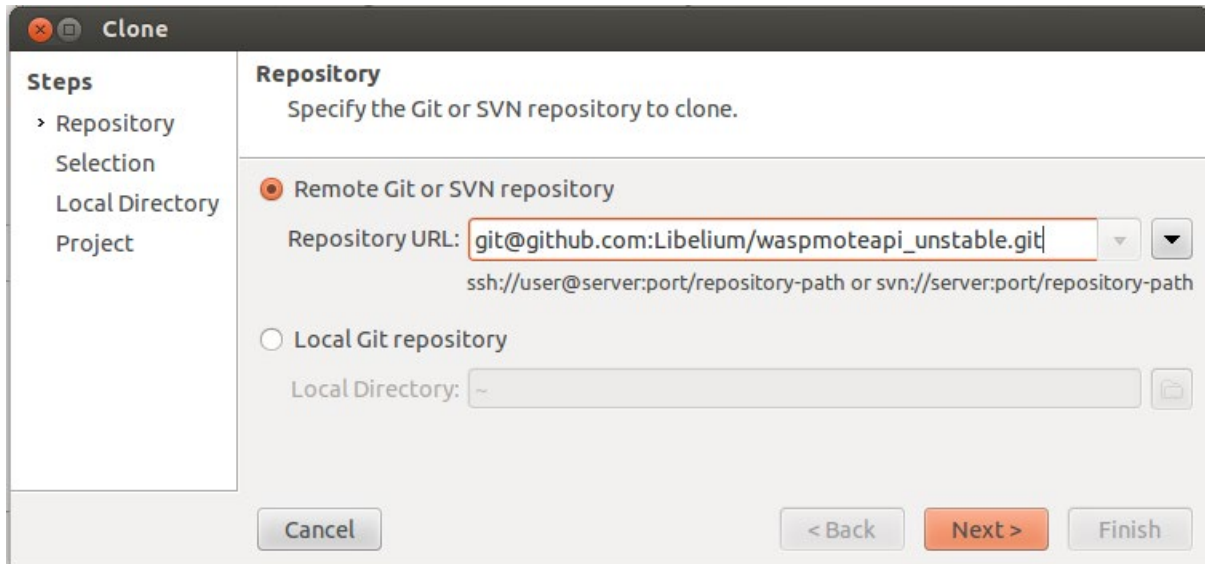 Clone
Steps
› Repository
Selection
Local Directory
Project
Repository
Specify the Git or SVN repository to clone.
Remote Git or SVN repository
Repository URL: git@github.com:Libelium/waspmoteapi_unstable.git
ssh://user@server:port/repository-path or svn://server:port/repository-path
Local Git repository
Local Directory: ~
Cancel < Back Next > Finish